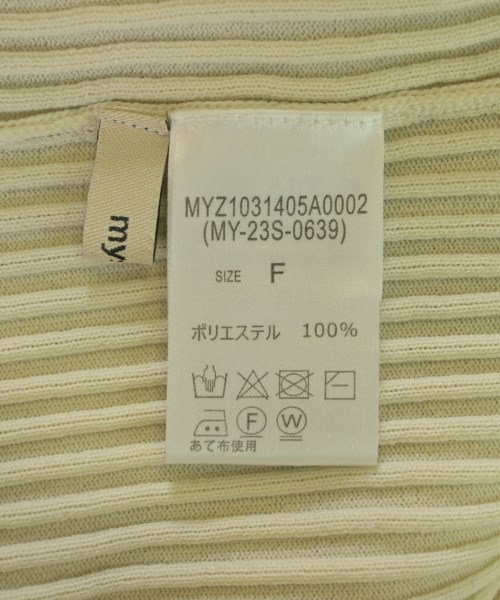 my
MYZ1031405A0002
(MY-23S-0639)
SIZE F
ポリエステル 100%
F W
あて布使用